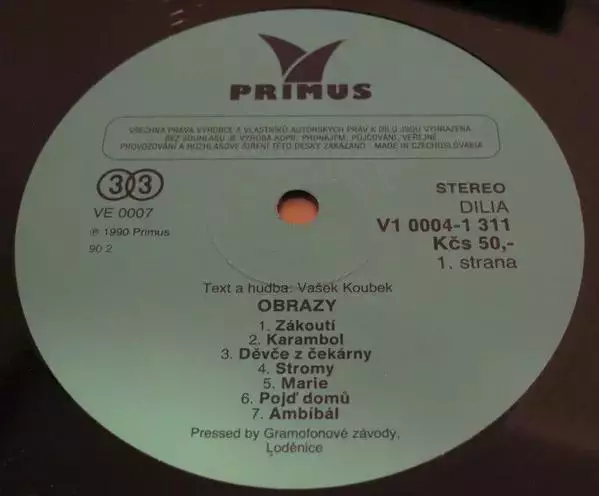 PRIMUS
VŠECHNA PRÁVA VÝROBCE A VLASTNÍKŮ AUTORSKÝCH PRÁV K DÍLU JSOU VYHRAZENA.
BEZ SOUHLASU JE VÝROBA KOPIÍ, PRONÁJEM, PŮJČOVÁNÍ, VEŘEJNÉ
PROVOZOVÁNÍ A ROZHLASOVÉ ŠÍŘENÍ TÉTO DESKY ZAKÁZÁNO MADE IN CZECHOSLOVAKIA
33
VE 0007
℗ 1990 Primus
90 2
STEREO
DILIA
V1 0004-1 311
Kčs 50,-
1. strana
Text a hudba: Vašek Koubek
OBRAZY
1. Zákoutí
2. Karambol
3. Děvče z čekárny
4. Stromy
5. Marie
6. Pojď domů
7. Ambíbál
Pressed by Gramofonové závody,
Loděnice